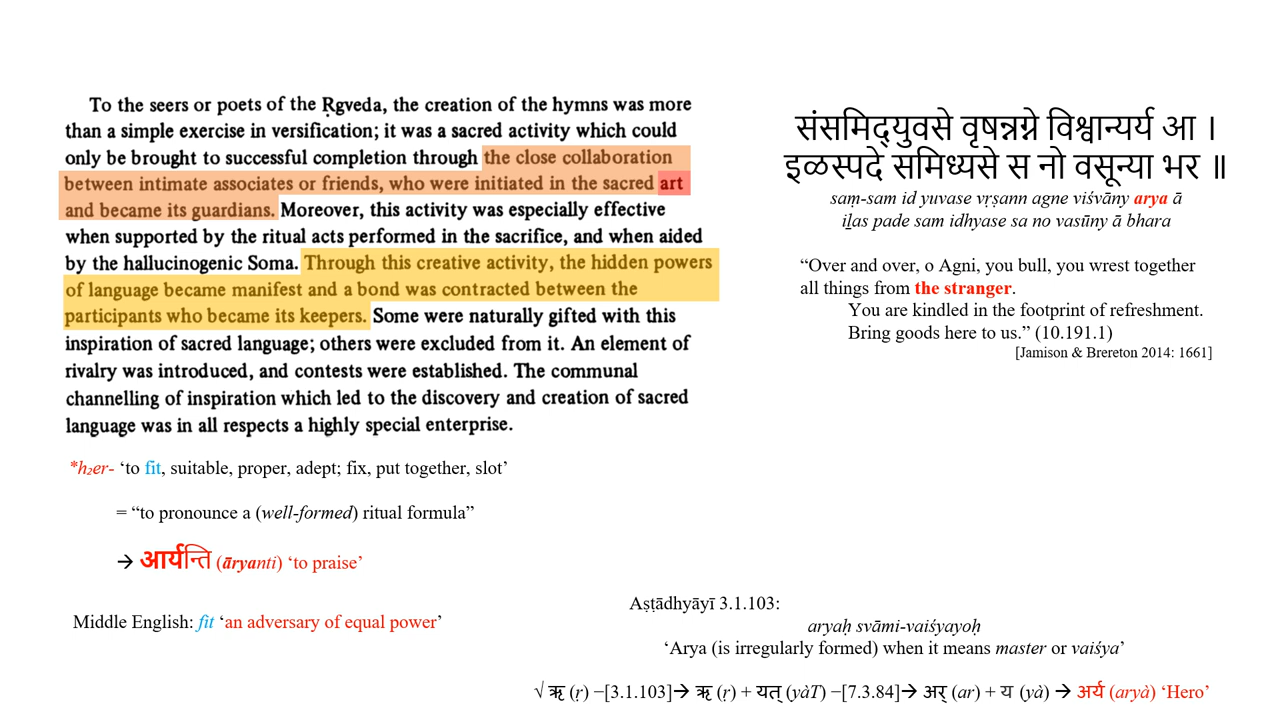 To the seers or poets of the Ṛgveda, the creation of the hymns was more
than a simple exercise in versification; it was a sacred activity which could
only be brought to successful completion through the close collaboration
between intimate associates or friends, who were initiated in the sacred art
and became its guardians. Moreover, this activity was especially effective
when supported by the ritual acts performed in the sacrifice, and when aided
by the hallucinogenic Soma. Through this creative activity, the hidden powers
of language became manifest and a bond was contracted between the
participants who became its keepers. Some were naturally gifted with this
inspiration of sacred language; others were excluded from it. An element of
rivalry was introduced, and contests were established. The communal
channelling of inspiration which led to the discovery and creation of sacred
language was in all respects a highly special enterprise.
*h₂er- ‘to fit, suitable, proper, adept; fix, put together, slot’
= “to pronounce a (well-formed) ritual formula”
→ आर्यन्ति (āryanti) ‘to praise’
Middle English: fit ‘an adversary of equal power’
संसमिद्युवसे वृषन्नग्ने विश्वान्यर्य आ ।
इळस्पदे समिध्यसे स नो वसून्या भर ॥
saṃ-sam id yuvase vṛṣann agne viśvāny arya ā
iḻas pade sam idhyase sa no vasūny ā bhara
“Over and over, o Agni, you bull, you wrest together
all things from the stranger.
You are kindled in the footprint of refreshment.
Bring goods here to us.” (10.191.1)
[Jamison & Brereton 2014: 1661]
Aṣṭādhyāyī 3.1.103:
aryaḥ svāmi-vaiśyayoḥ
‘Arya (is irregularly formed) when it means master or vaiśya’
√ ऋ (ṛ) −[3.1.103]→ ऋ (ṛ) + यत् (yàT) −[7.3.84]→ अर् (ar) + य (yà) → अर्य (aryà) ‘Hero’